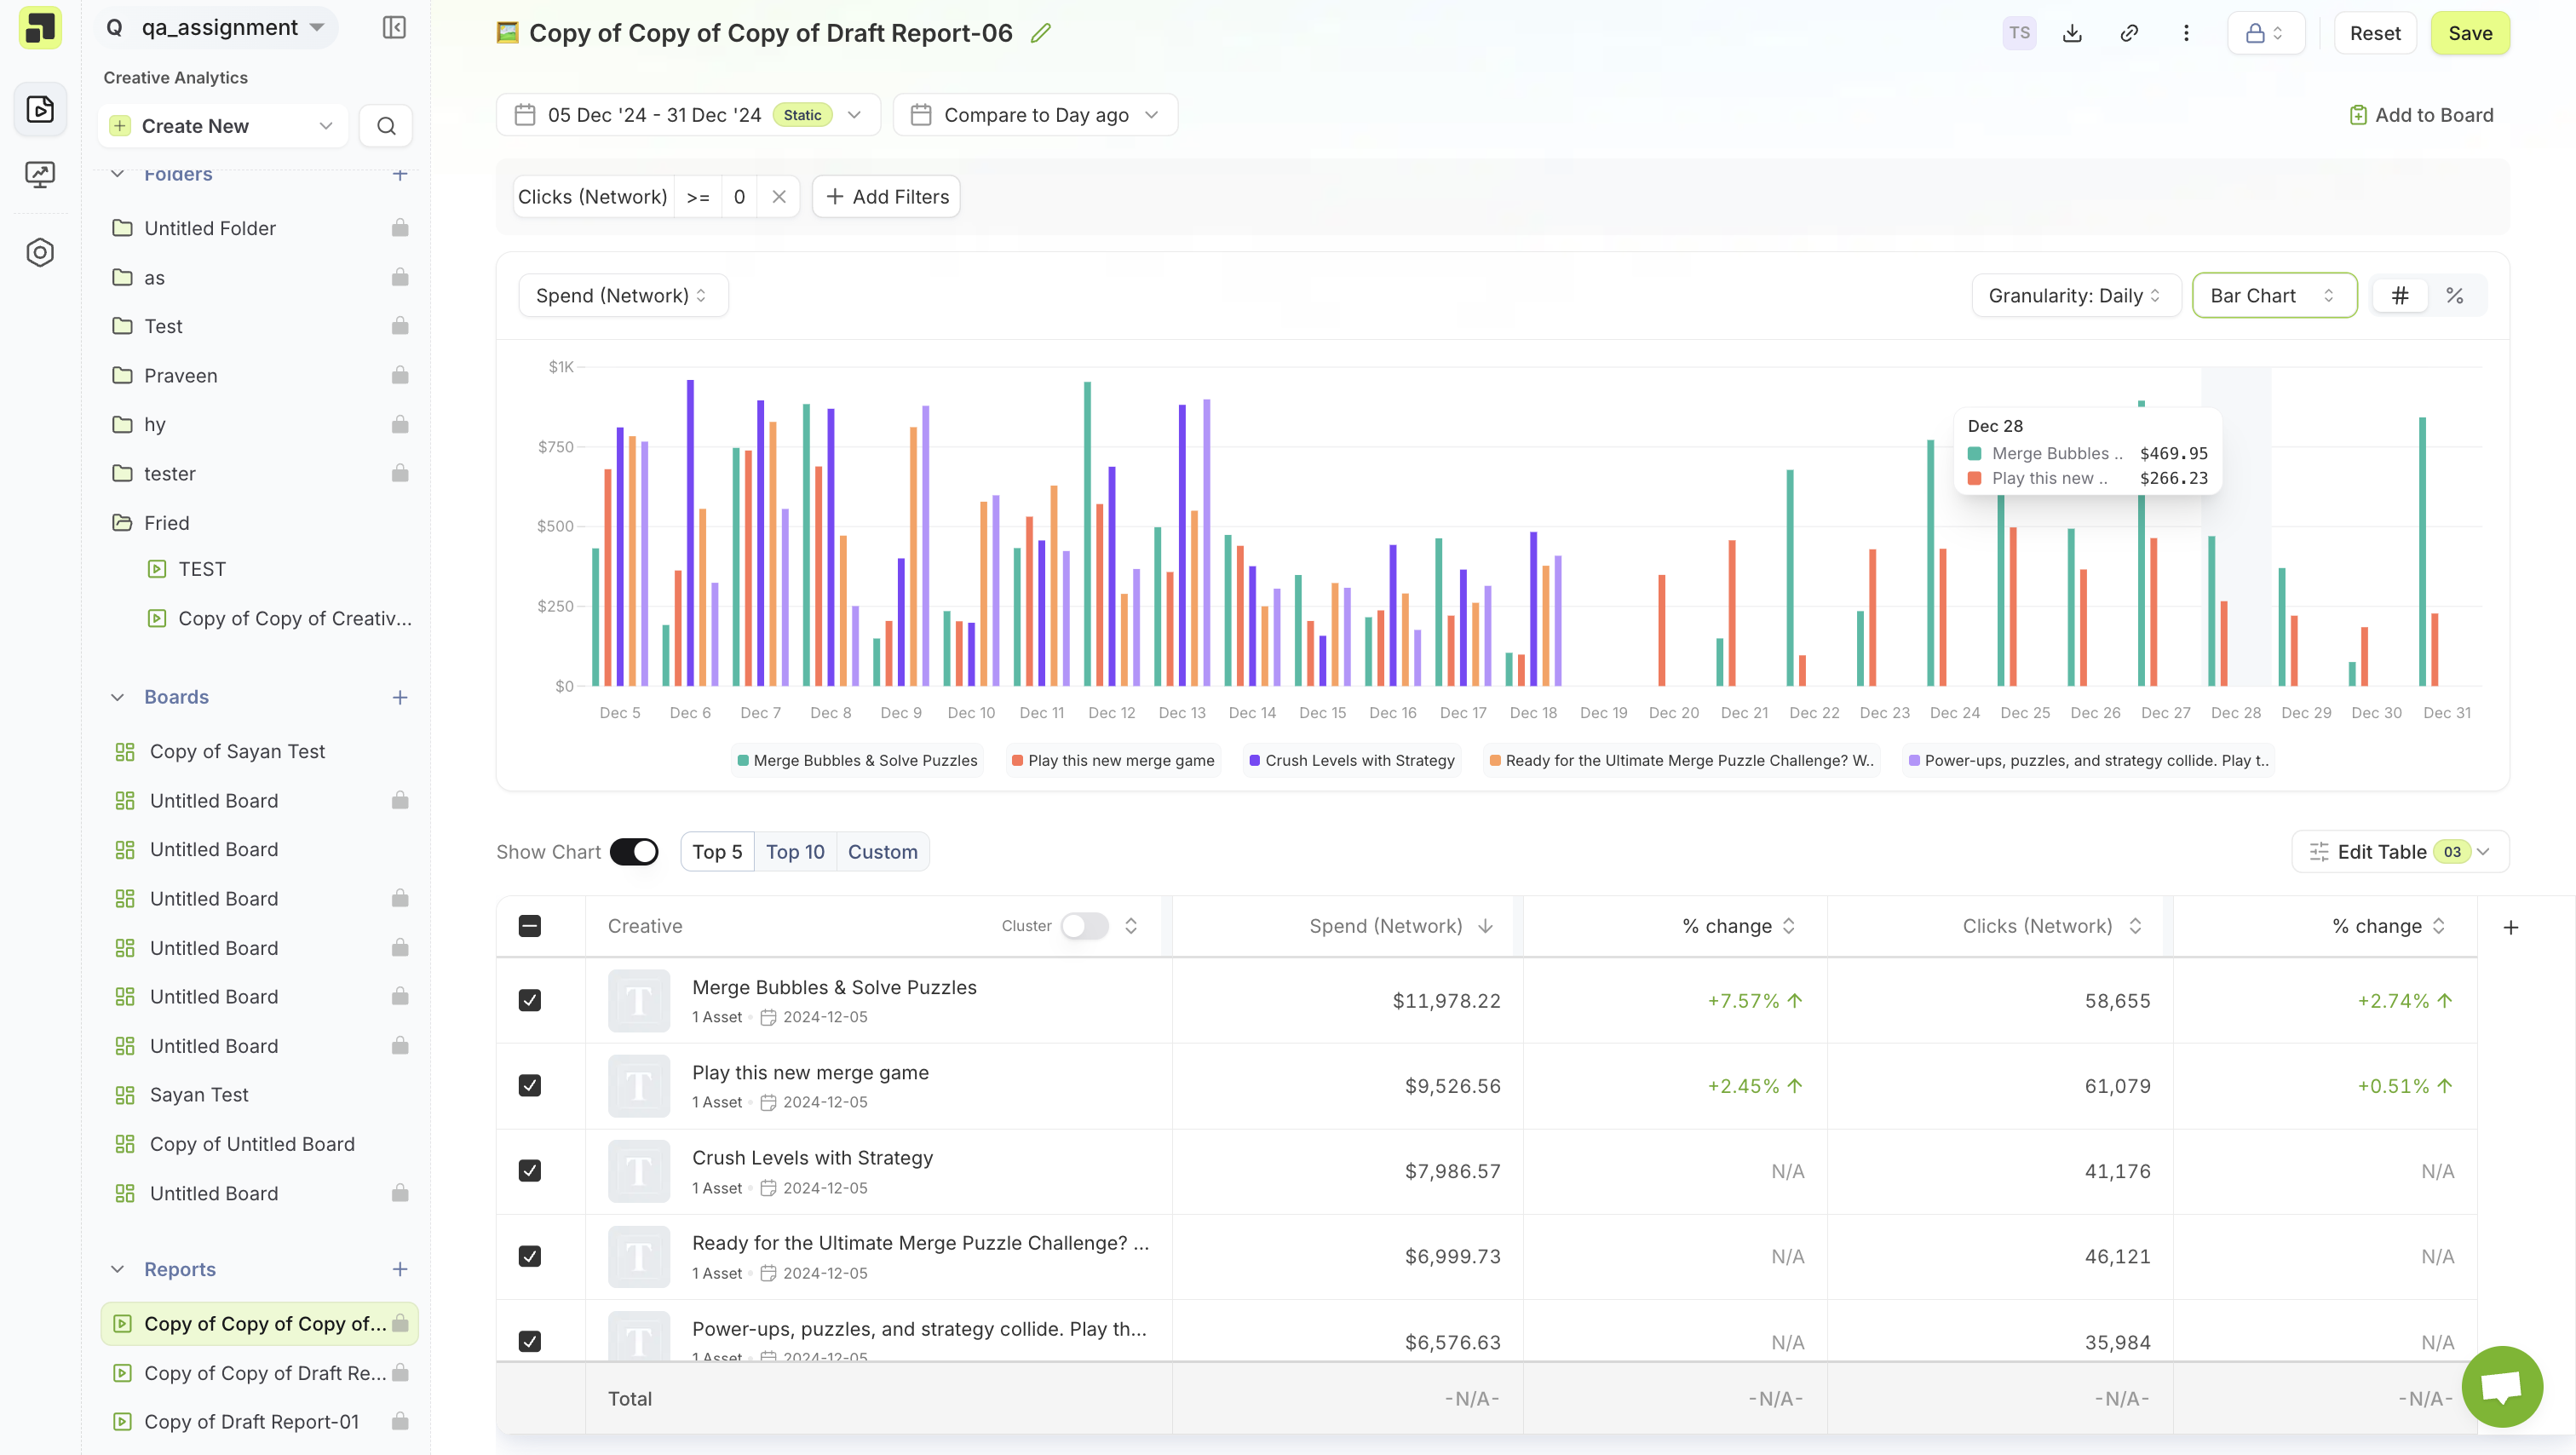 Q qa_assignment
Creative Analytics
Create New
Folders
Untitled Folder
as
Test
Praveen
hy
tester
Fried
TEST
Copy of Copy of Creativ...
Boards
Copy of Sayan Test
Untitled Board
Untitled Board
Untitled Board
Untitled Board
Untitled Board
Untitled Board
Sayan Test
Copy of Untitled Board
Untitled Board
Reports
Copy of Copy of Copy of...
Copy of Copy of Draft Re...
Copy of Draft Report-01
Copy of Copy of Copy of Draft Report-06
TS
Reset
Save
05 Dec '24 - 31 Dec '24 Static
Compare to Day ago
Add to Board
Clicks (Network) >= 0
+ Add Filters
Spend (Network)
Granularity: Daily
Bar Chart
# %
$1K
$750
$500
$250
$0
Dec 28
Merge Bubbles .. $469.95
Play this new .. $266.23
Dec 5 Dec 6 Dec 7 Dec 8 Dec 9 Dec 10 Dec 11 Dec 12 Dec 13 Dec 14 Dec 15 Dec 16 Dec 17 Dec 18 Dec 19 Dec 20 Dec 21 Dec 22 Dec 23 Dec 24 Dec 25 Dec 26 Dec 27 Dec 28 Dec 29 Dec 30 Dec 31
Merge Bubbles & Solve Puzzles Play this new merge game Crush Levels with Strategy Ready for the Ultimate Merge Puzzle Challenge? W.. Power-ups, puzzles, and strategy collide. Play t..
Show Chart
Top 5 Top 10 Custom
Edit Table 03
Creative Cluster Spend (Network) % change Clicks (Network) % change +
T Merge Bubbles & Solve Puzzles $11,978.22 +7.57% 58,655 +2.74%
1 Asset 2024-12-05
T Play this new merge game $9,526.56 +2.45% 61,079 +0.51%
1 Asset 2024-12-05
T Crush Levels with Strategy $7,986.57 N/A 41,176 N/A
1 Asset 2024-12-05
T Ready for the Ultimate Merge Puzzle Challenge? ... $6,999.73 N/A 46,121 N/A
1 Asset 2024-12-05
T Power-ups, puzzles, and strategy collide. Play th... $6,576.63 N/A 35,984 N/A
1 Asset 2024-12-05
Total -N/A- -N/A- -N/A- -N/A-